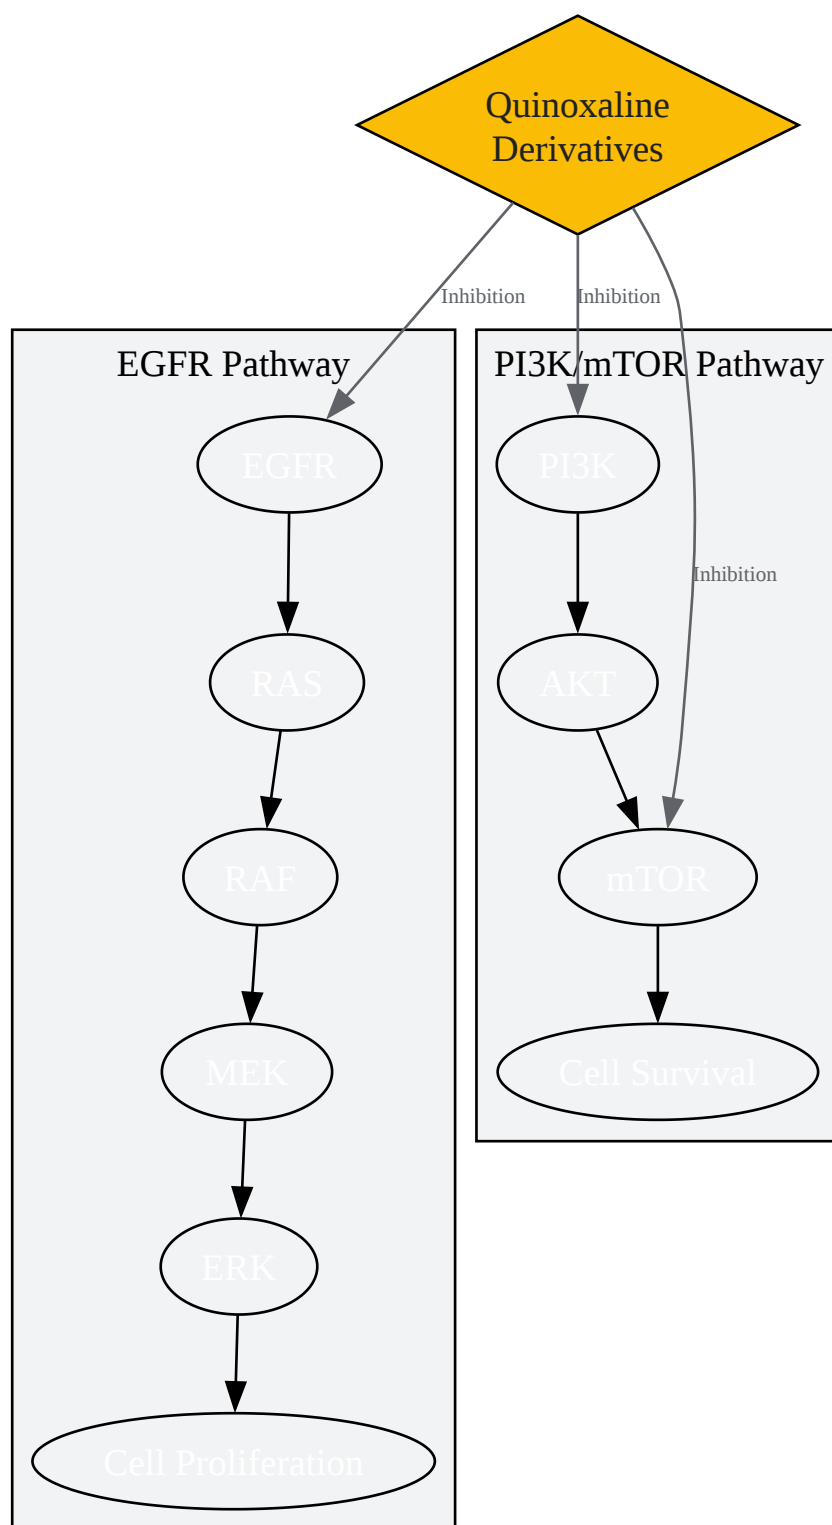 Quinoxaline
Derivatives
Inhibition
Inhibition
EGFR Pathway
PI3K/mTOR Pathway
EGFR
PI3K
Inhibition
RAS
AKT
RAF
mTOR
MEK
Cell Survival
ERK
Cell Proliferation